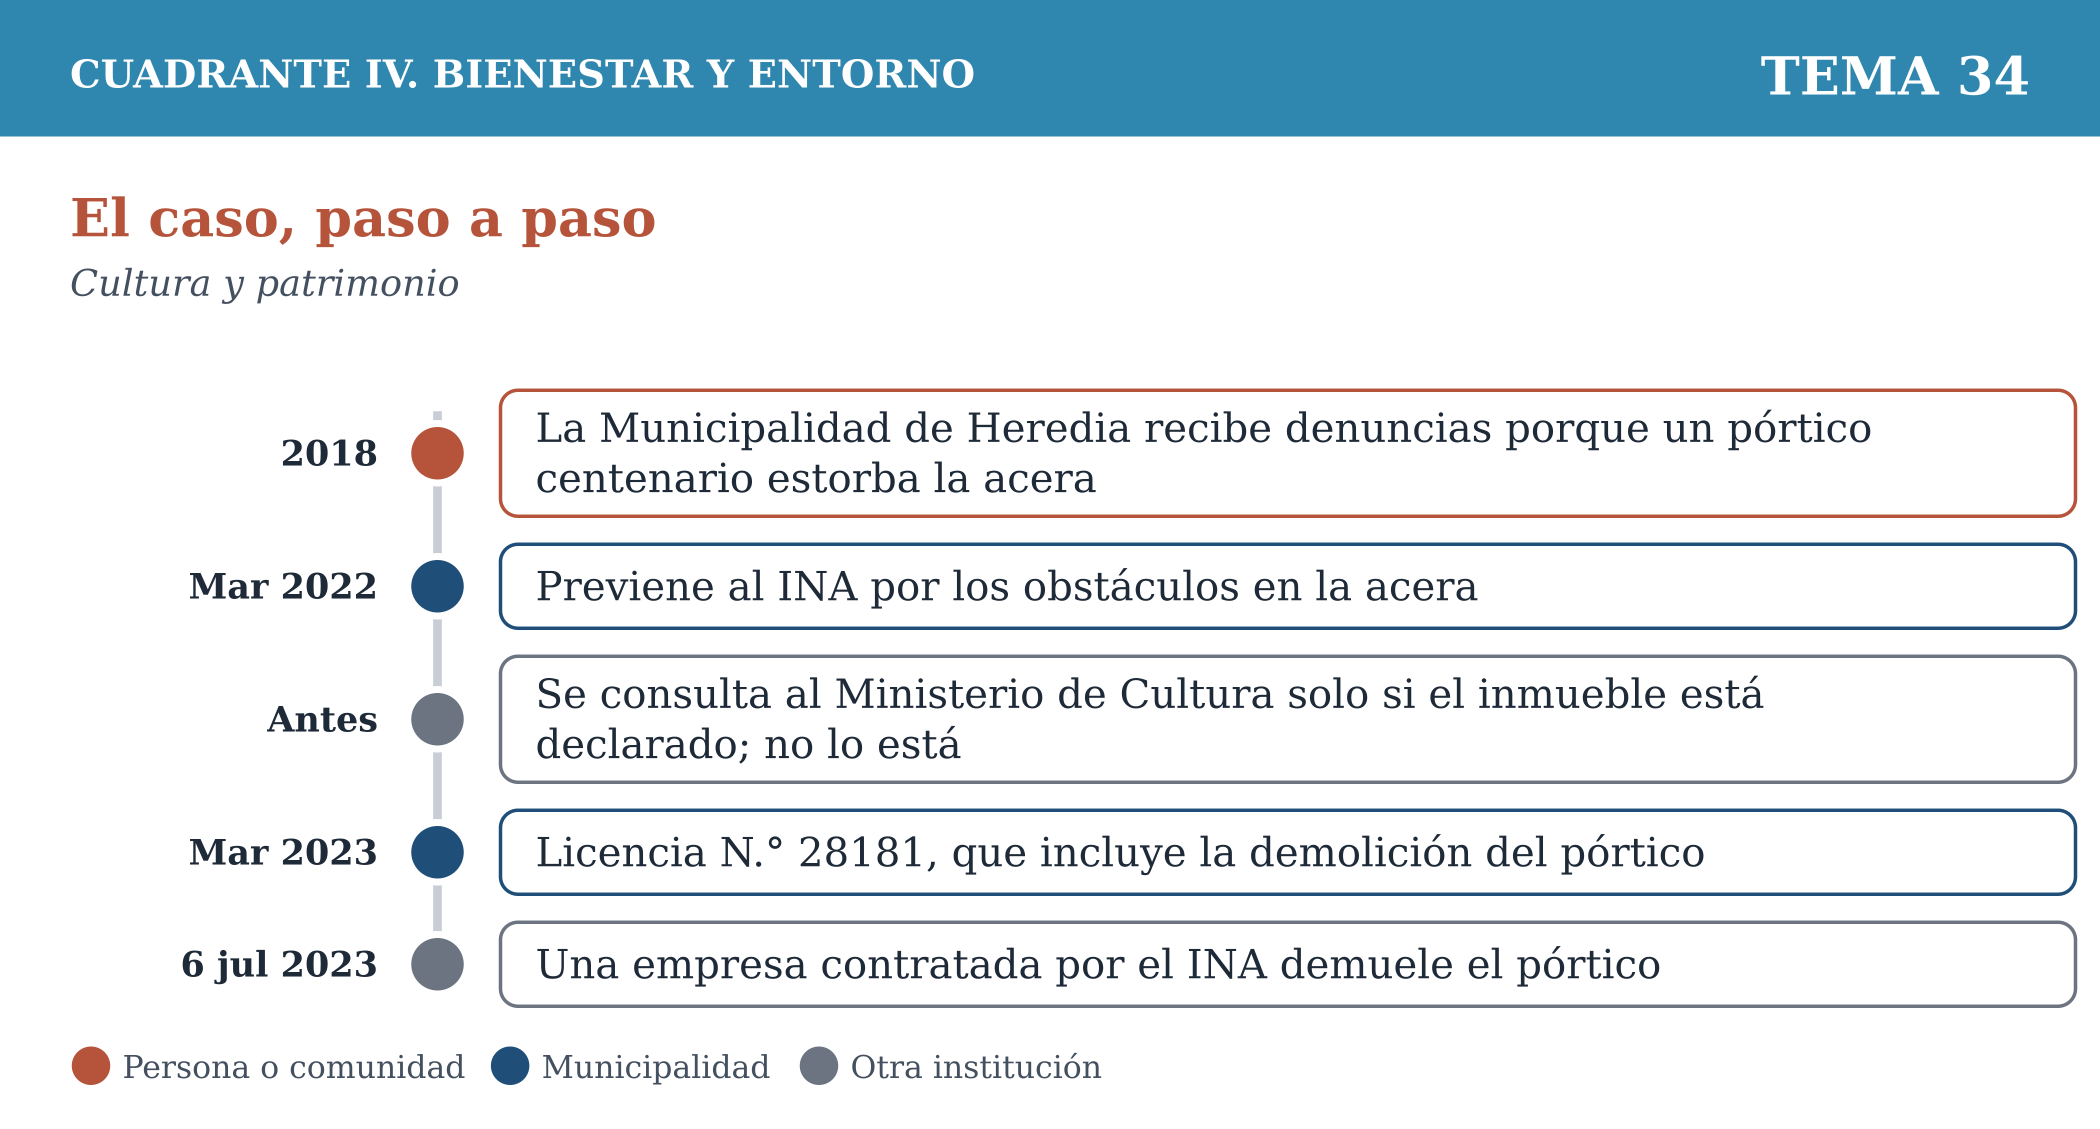 CUADRANTE IV. BIENESTAR Y ENTORNO
TEMA 34
El caso, paso a paso
Cultura y patrimonio
2018
La Municipalidad de Heredia recibe denuncias porque un pórtico
centenario estorba la acera
Mar 2022
Previene al INA por los obstáculos en la acera
Antes
Se consulta al Ministerio de Cultura solo si el inmueble está
declarado; no lo está
Mar 2023
Licencia N.° 28181, que incluye la demolición del pórtico
6 jul 2023
Una empresa contratada por el INA demuele el pórtico
Persona o comunidad
Municipalidad
Otra institución